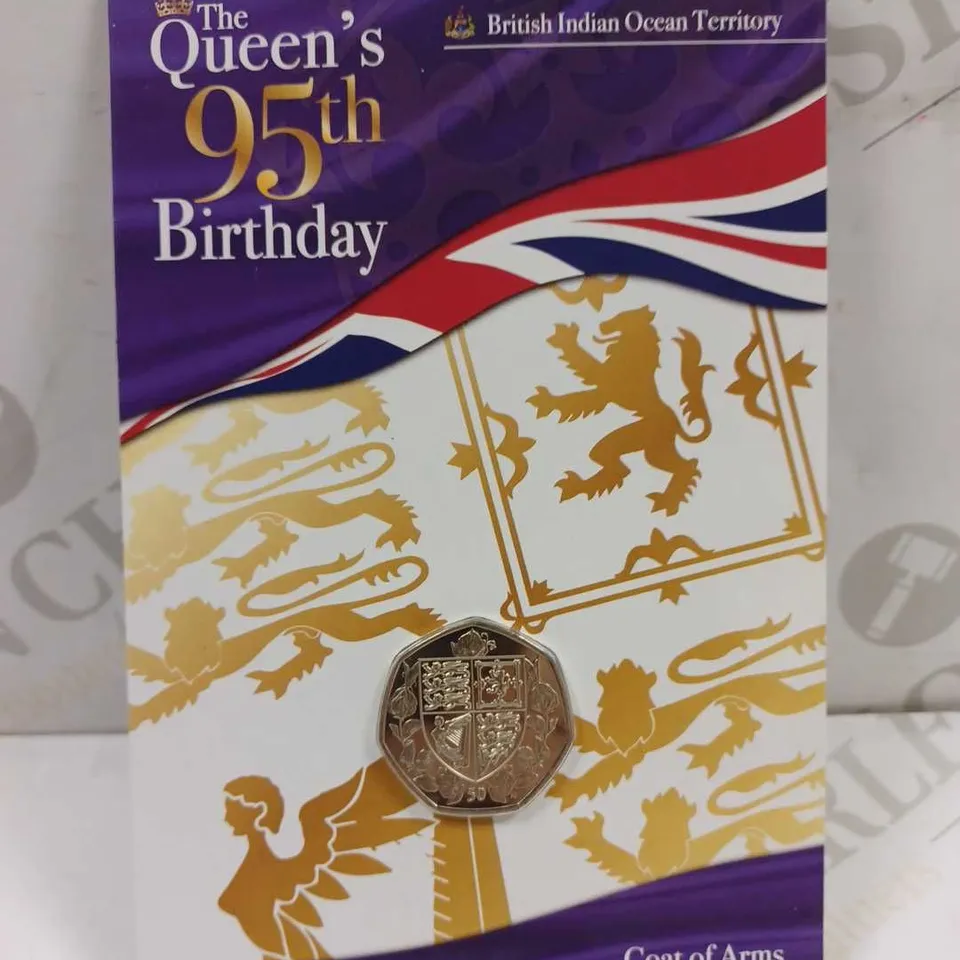 The
Queen's
95th
Birthday
British Indian Ocean Territory
50
Coat of Arms